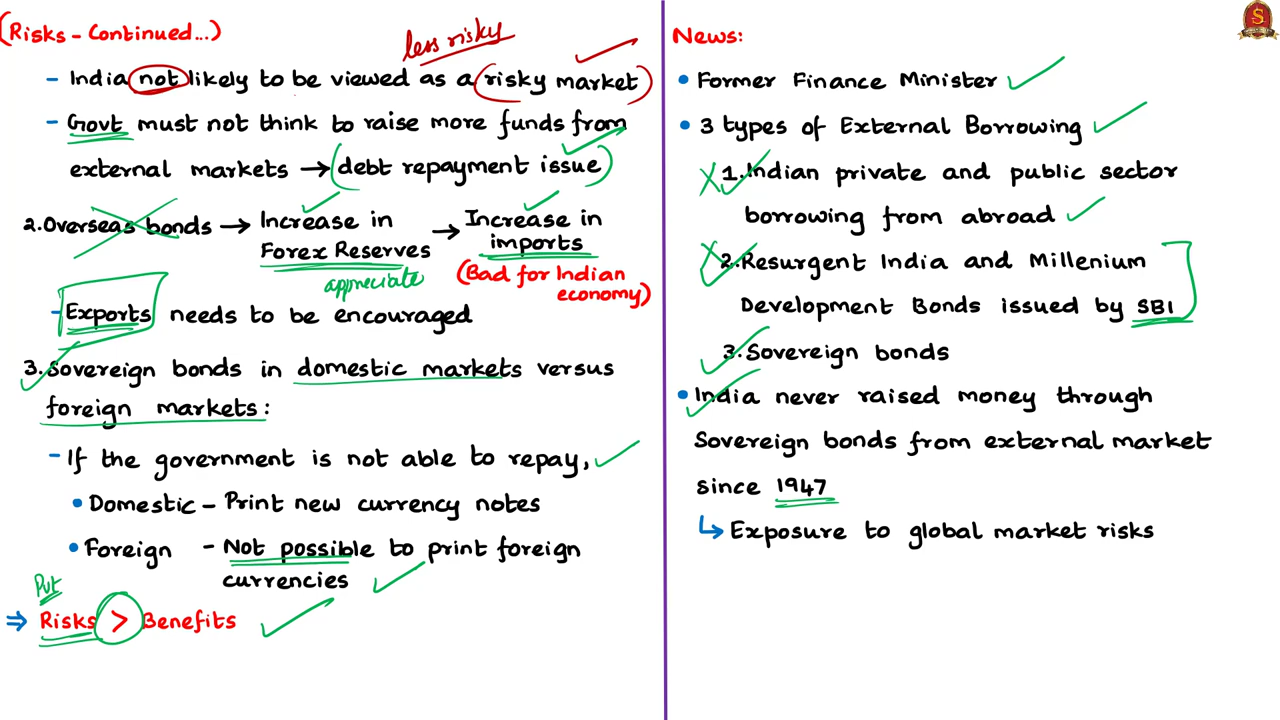 (Risks - Continued...)
less risky
- India not likely to be viewed as a (risky market)
- Govt must not think to raise more funds from
external markets → (debt repayment issue)
2. Overseas bonds → Increase in → Increase in
Forex Reserves imports
appreciate (Bad for Indian
economy)
- Exports needs to be encouraged
3. Sovereign bonds in domestic markets versus
foreign markets:
- If the government is not able to repay,
• Domestic - Print new currency notes
• Foreign - Not possible to print foreign
currencies
Put
⇒ Risks > Benefits
News:
• Former Finance Minister
• 3 types of External Borrowing
1. Indian private and public sector
borrowing from abroad
2. Resurgent India and Millenium
Development Bonds issued by SBI
3. Sovereign bonds
• India never raised money through
Sovereign bonds from external market
since 1947
↳ Exposure to global market risks
S